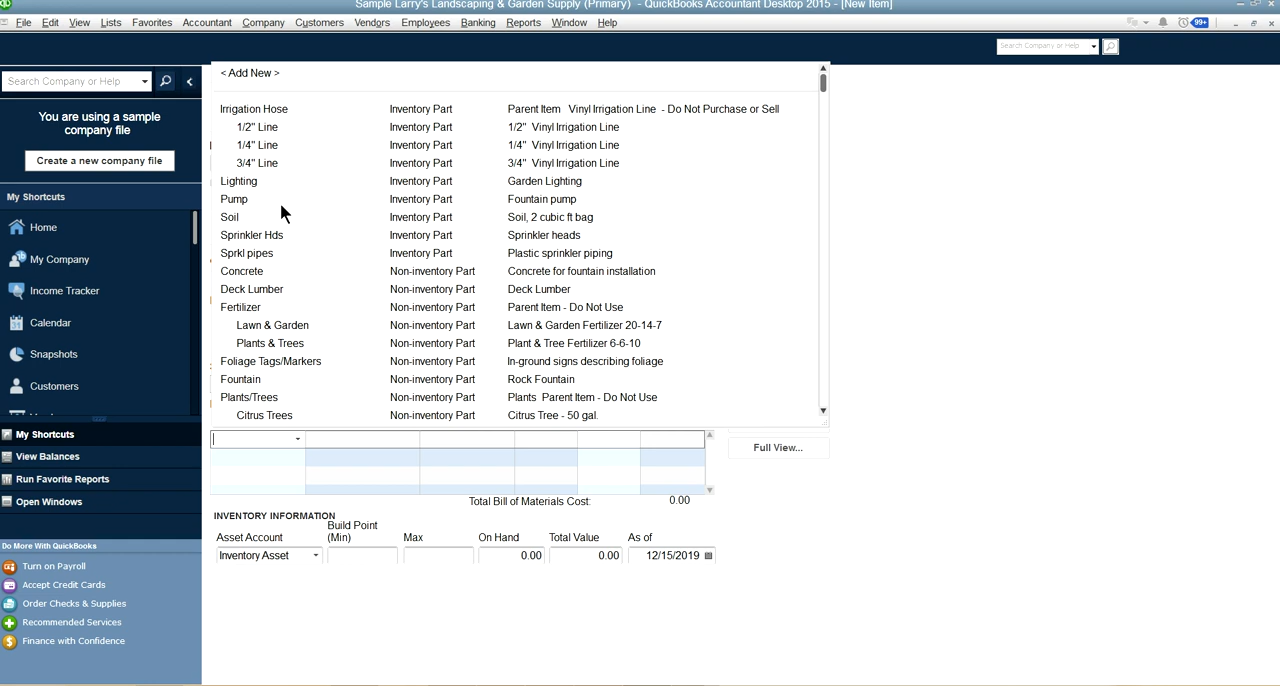 Sample Larry's Landscaping & Garden Supply (Primary) - QuickBooks Accountant Desktop 2015 - [New Item]
File Edit View Lists Favorites Accountant Company Customers Vendors Employees Banking Reports Window Help
99+
Search Company or Help
Search Company or Help
You are using a sample
company file
Create a new company file
My Shortcuts
Home
My Company
Income Tracker
Calendar
Snapshots
Customers
My Shortcuts
View Balances
Run Favorite Reports
Open Windows
Do More With QuickBooks
Turn on Payroll
Accept Credit Cards
Order Checks & Supplies
Recommended Services
Finance with Confidence
< Add New >
Irrigation Hose Inventory Part Parent Item Vinyl Irrigation Line - Do Not Purchase or Sell
1/2" Line Inventory Part 1/2" Vinyl Irrigation Line
1/4" Line Inventory Part 1/4" Vinyl Irrigation Line
3/4" Line Inventory Part 3/4" Vinyl Irrigation Line
Lighting Inventory Part Garden Lighting
Pump Inventory Part Fountain pump
Soil Inventory Part Soil, 2 cubic ft bag
Sprinkler Hds Inventory Part Sprinkler heads
Sprkl pipes Inventory Part Plastic sprinkler piping
Concrete Non-inventory Part Concrete for fountain installation
Deck Lumber Non-inventory Part Deck Lumber
Fertilizer Non-inventory Part Parent Item - Do Not Use
Lawn & Garden Non-inventory Part Lawn & Garden Fertilizer 20-14-7
Plants & Trees Non-inventory Part Plant & Tree Fertilizer 6-6-10
Foliage Tags/Markers Non-inventory Part In-ground signs describing foliage
Fountain Non-inventory Part Rock Fountain
Plants/Trees Non-inventory Part Plants Parent Item - Do Not Use
Citrus Trees Non-inventory Part Citrus Tree - 50 gal.
Full View...
Total Bill of Materials Cost: 0.00
INVENTORY INFORMATION
Asset Account Build Point (Min) Max On Hand Total Value As of
Inventory Asset 0.00 0.00 12/15/2019